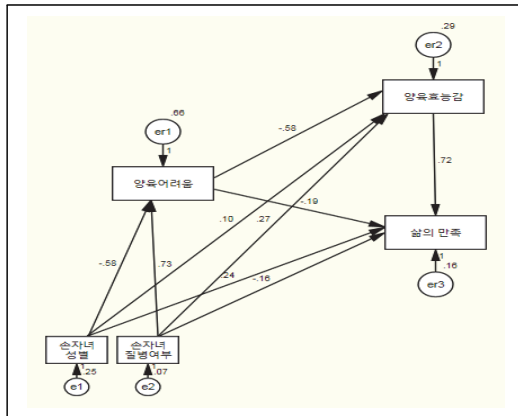 .29
er2
1
양육효능감
.66
er1
1
-.58
양육어려움
.72
.10
.27
-.19
삶의 만족
-.58
.73
.24
-.16
1
.16
er3
손자녀
성별
손자녀
질병여부
1
.25
1
.07
e1
e2